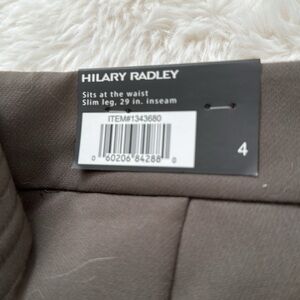 HILARY RADLEY
Sits at the waist
Slim leg, 29 in. inseam
ITEM#1343680
0 60206 84288 0
4